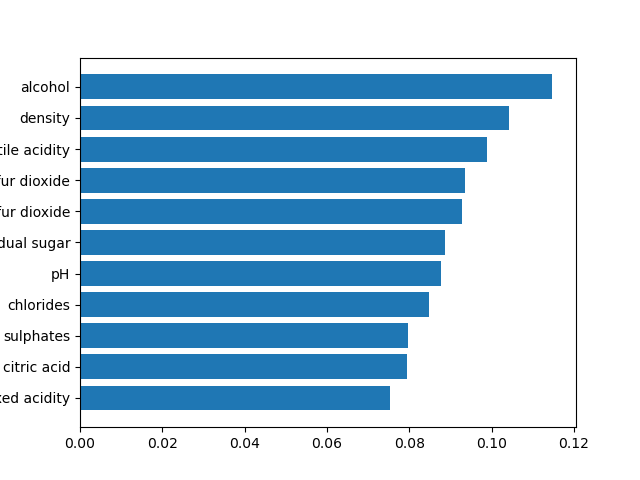 alcohol
density
tile acidity
fur dioxide
fur dioxide
dual sugar
pH
chlorides
sulphates
citric acid
xed acidity
0.00 0.02 0.04 0.06 0.08 0.10 0.12